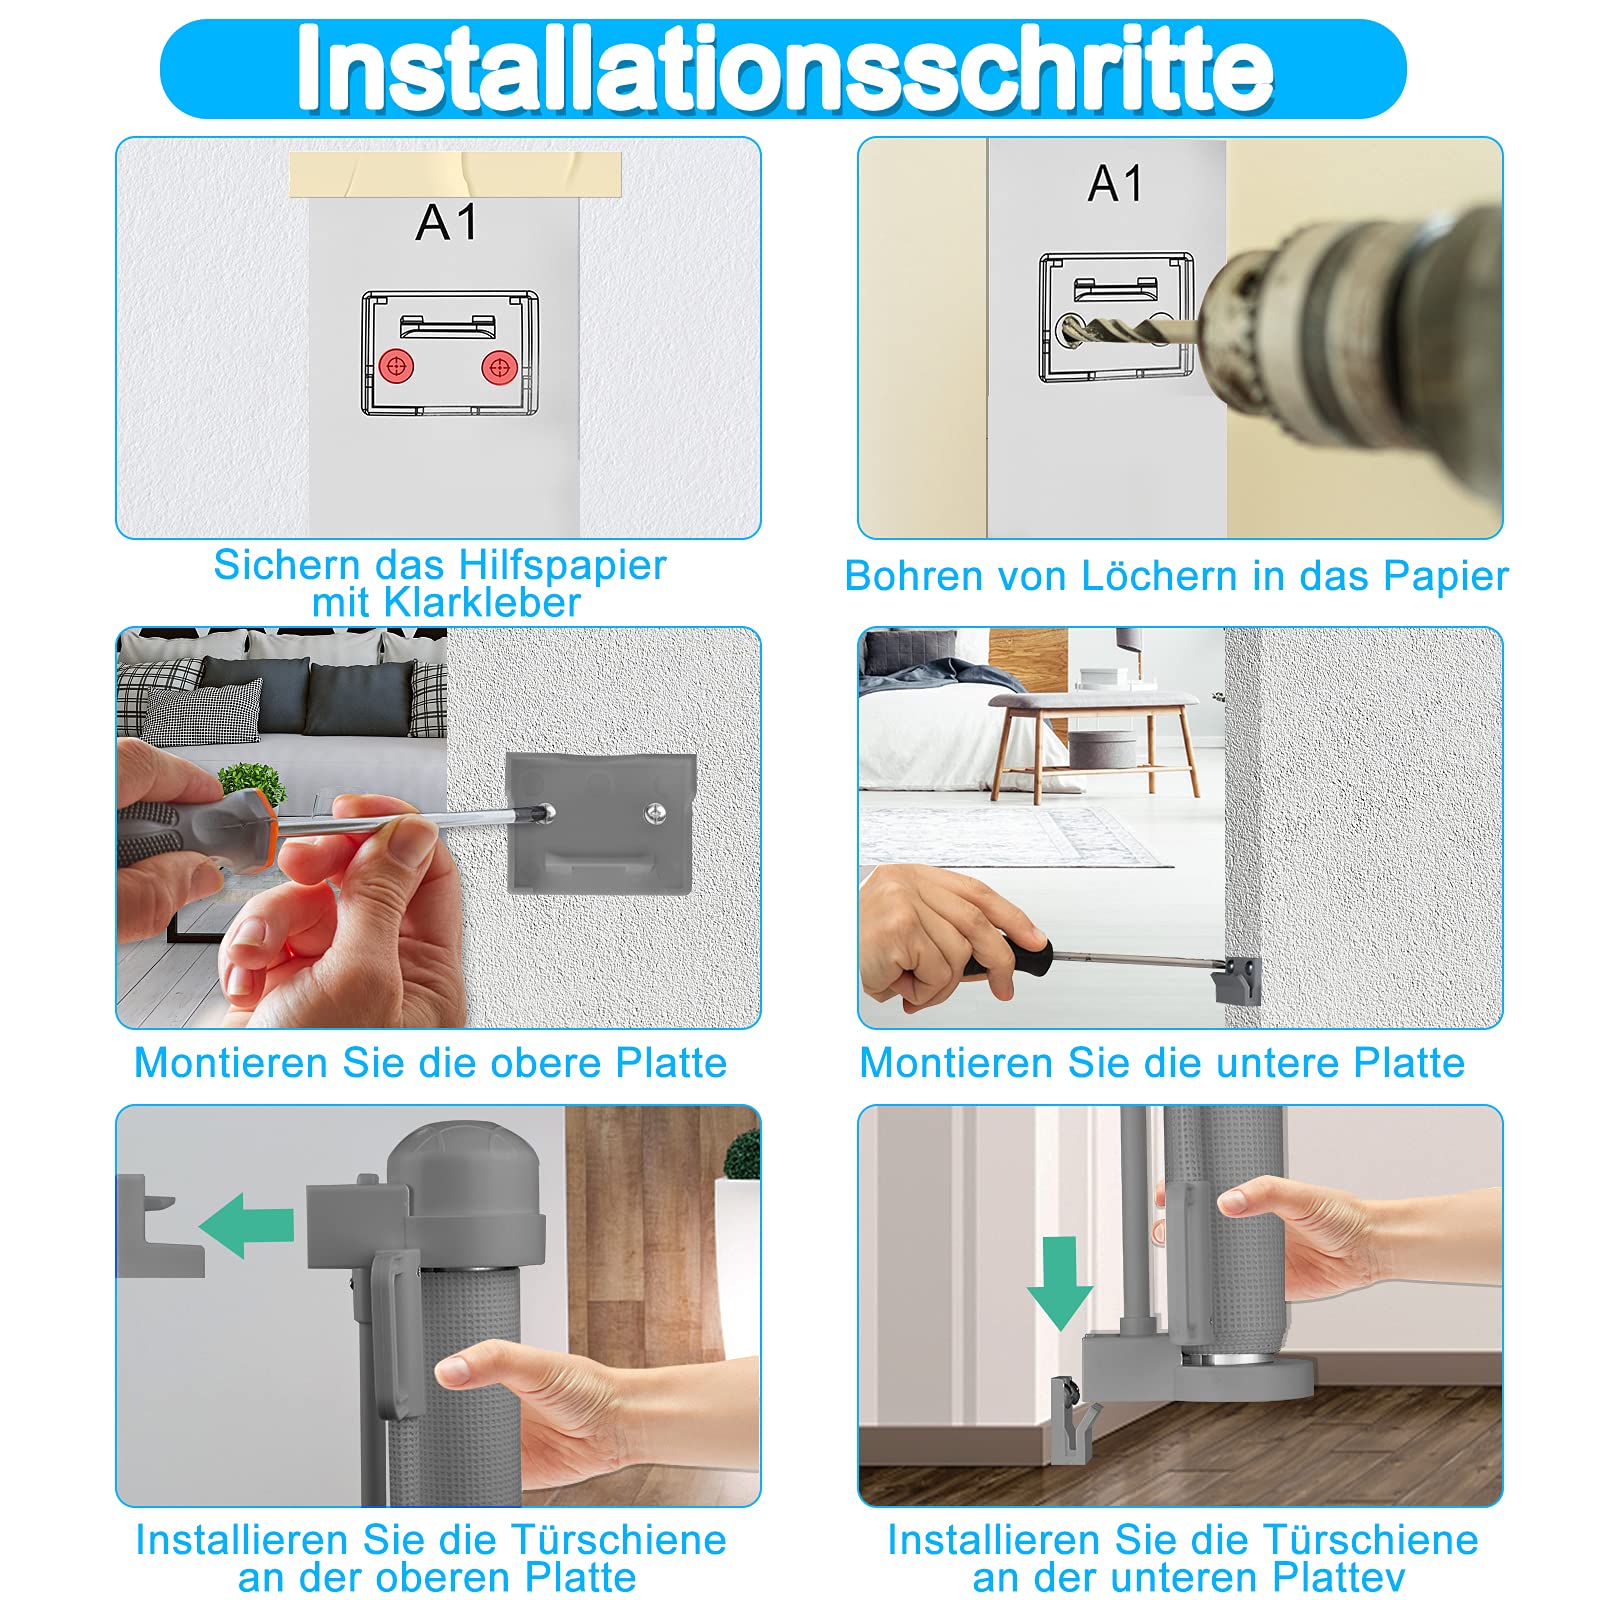 Installationsschritte
A1
A1
Sichern das Hilfspapier
mit Klarkleber
Bohren von Löchern in das Papier
Montieren Sie die obere Platte
Montieren Sie die untere Platte
Installieren Sie die Türschiene
an der oberen Platte
Installieren Sie die Türschiene
an der unteren Plattev